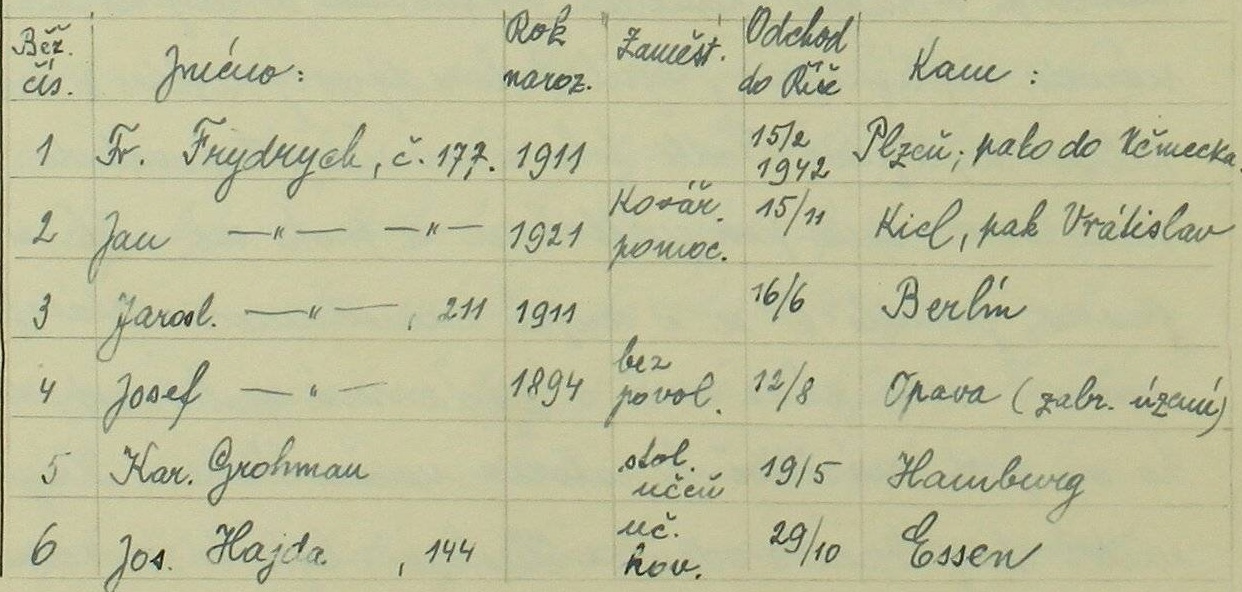 Běž. čís. Jméno: Rok naroz. Zaměst. Odchod do Říše Kam :
1 Fr. Frydrych, č. 177. 1911 15/2 1942 Plzeň; pak do Německa.
2 Jan —〃— —〃— 1921 Kovář. pomoc. 15/11 Kiel, pak Vrátislav
3 Jarosl. —〃— , 211 1911 16/6 Berlín
4 Josef —〃— 1894 bez povol. 12/8 Opava (zabr. území)
5 Kar. Grohman stol. učeň 19/5 Hamburg
6 Jos. Hajda , 144 uč. kov. 29/10 Essen